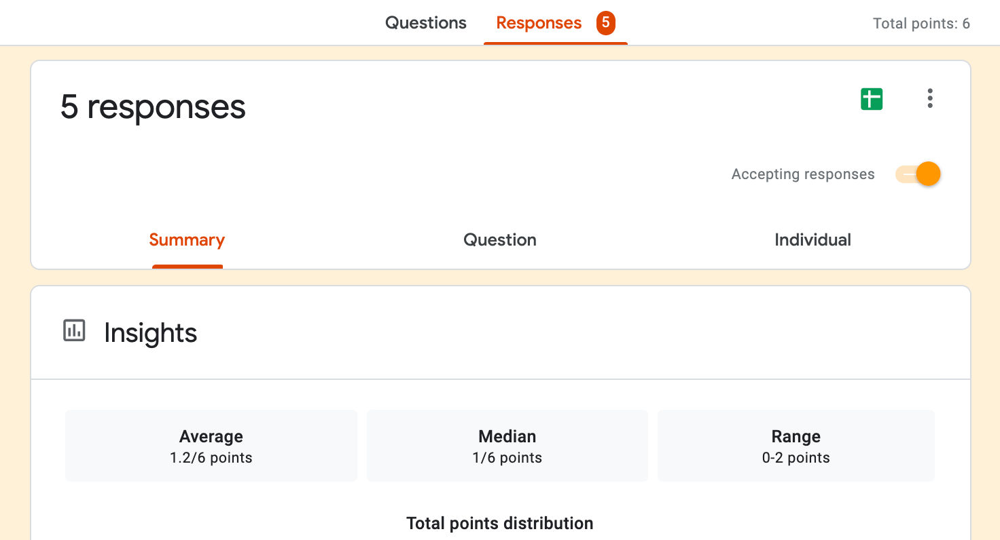 Questions Responses 5 Total points: 6
5 responses
Accepting responses
Summary Question Individual
Insights
Average Median Range
1.2/6 points 1/6 points 0-2 points
Total points distribution